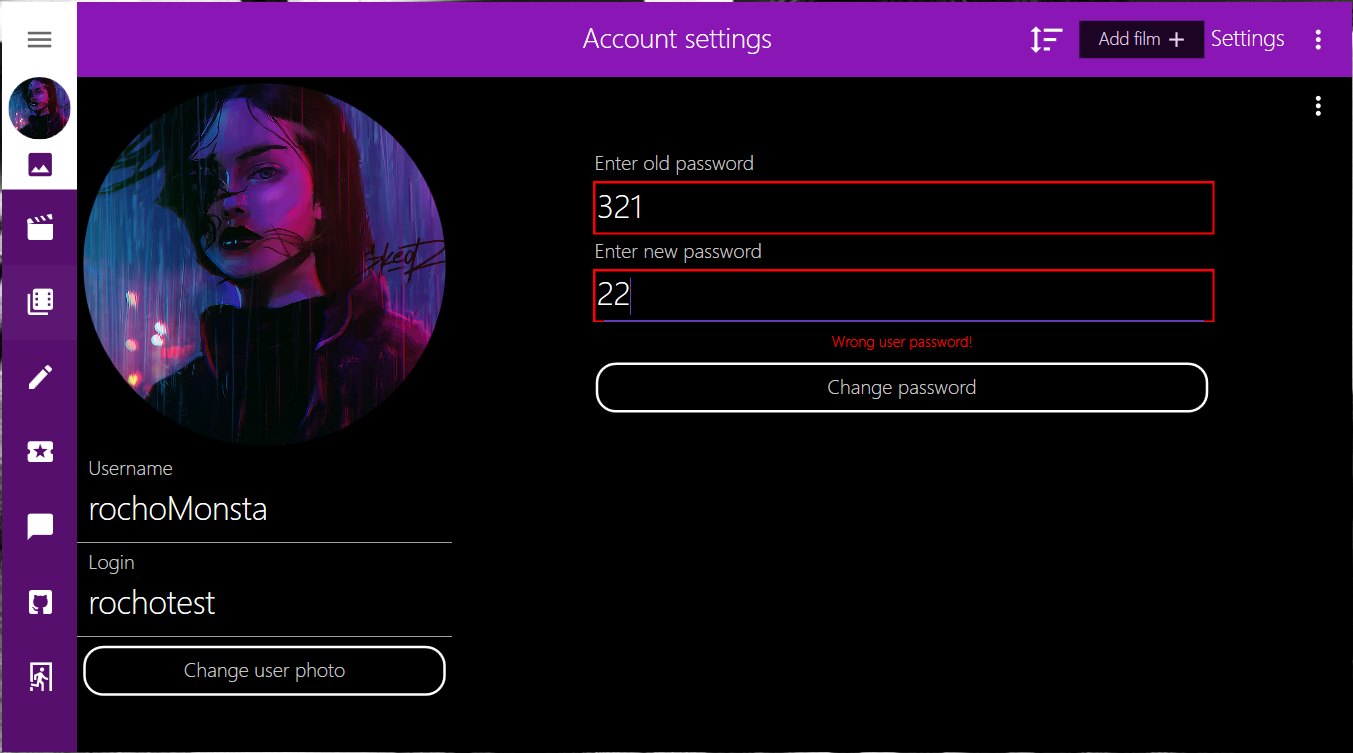 Account settings
Add film +
Settings
Enter old password
321
Enter new password
22
Wrong user password!
Change password
Username
rochoMonsta
Login
rochotest
Change user photo